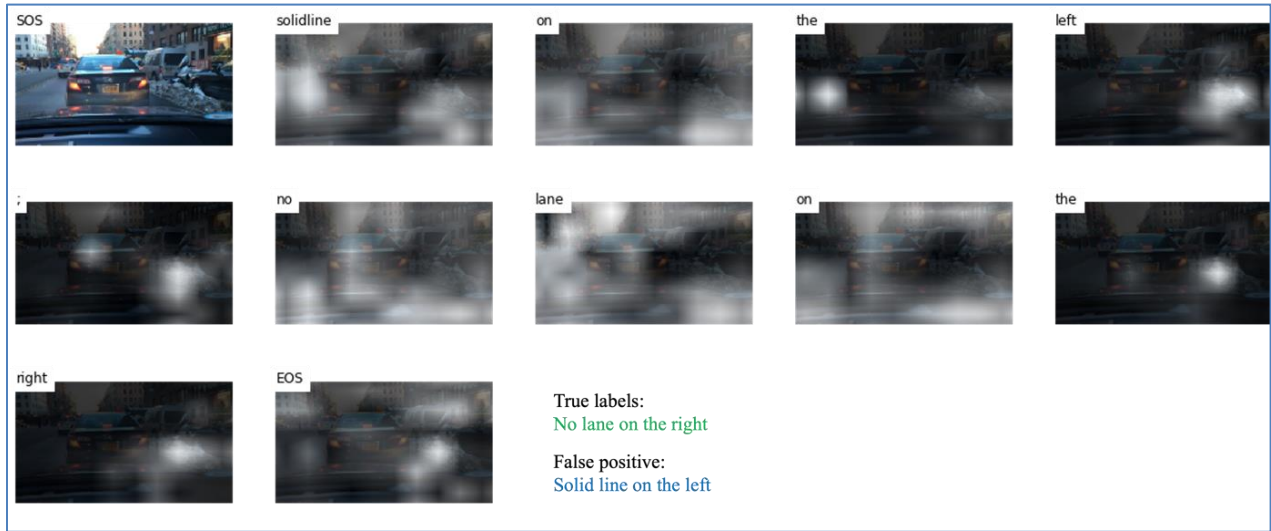 SOS
solidline
on
the
left
;
no
lane
on
the
right
EOS
True labels:
No lane on the right
False positive:
Solid line on the left